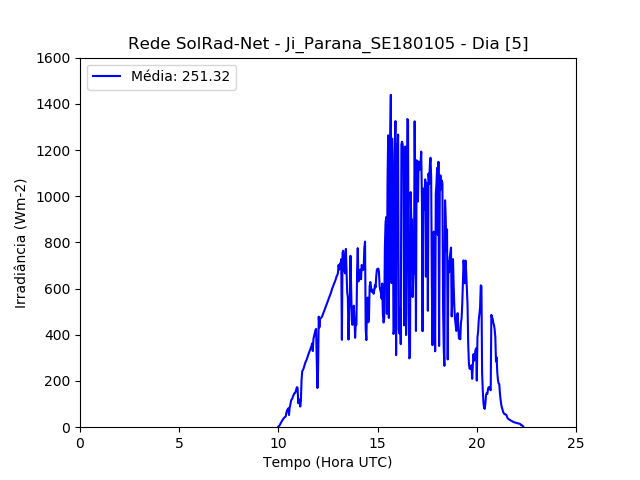 Rede SolRad-Net - Ji_Parana_SE180105 - Dia [5]
Média: 251.32
1600
1400
1200
1000
800
600
400
200
0
Irradiância (Wm-2)
0 5 10 15 20 25
Tempo (Hora UTC)